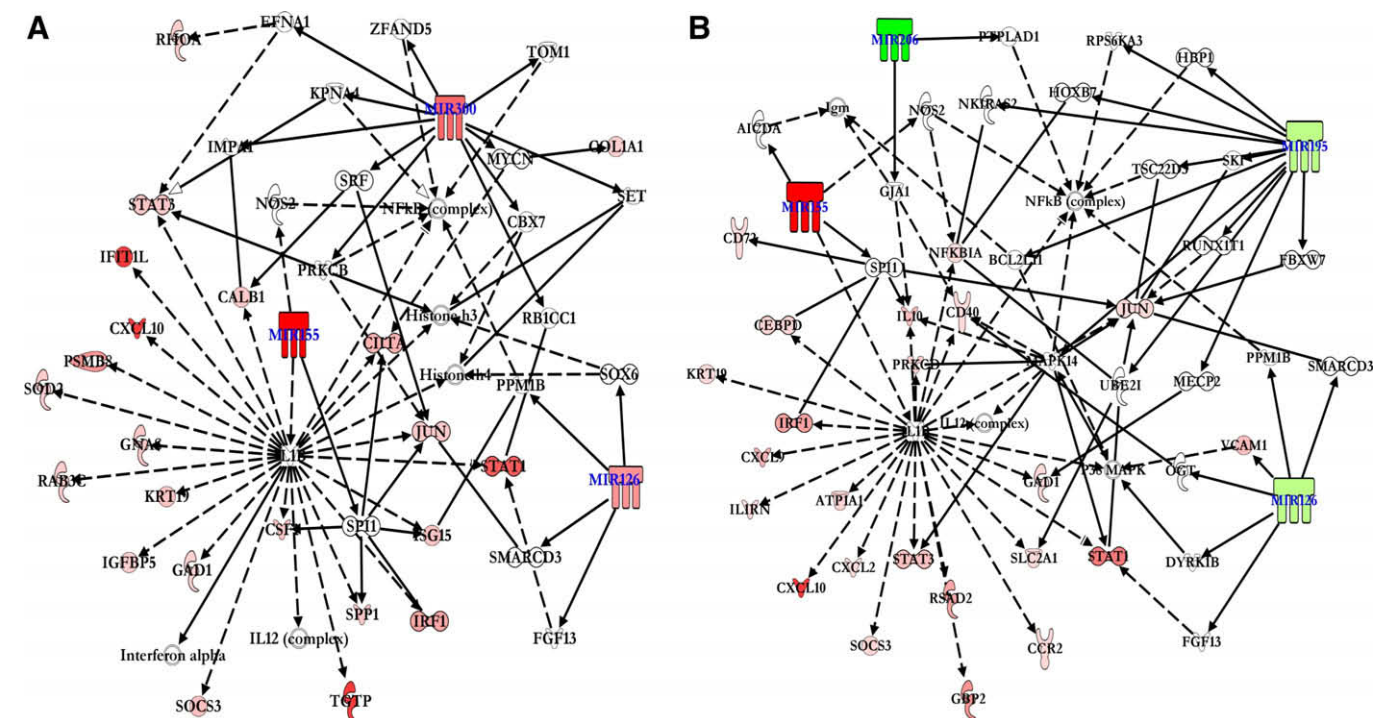 A
EFNA1
RHOA
ZFAND5
TOM1
KPNA4
IMPA1
MYCN
COL1A1
SRF
SET
STAT3
NOS2
NFkB (complex)
CBX7
IFIT1L
PRKCB
CALB1
Histone h3
RB1CC1
CXCL10
MIR155
CIITA
PSMB8
Histone h4
PPM1B
SOX6
SOD2
GNA8
JUN
STAT1
MIR126
KRT19
CSF2
SPI1
ISG15
SMARCD3
IGFBP5
GAD1
SPP1
IRF1
IL12 (complex)
FGF13
Interferon alpha
SOCS3
TGTP
B
MIR206
PTPLAD1
RPS6KA3
HBP1
HOXB7
NKIRAS2
NOS2
Igm
AICDA
MIR195
TSC22D3
SKI
GJA1
NFkB (complex)
MIR155
CD72
NFKBIA
BCL2L11
RUNX1T1
FBXW7
SPI1
CEBPD
IL10
CD40
JUN
PRKCD
MAPK14
PPM1B
SMARCD3
KRT19
UBE2I
MECP2
IRF1
IL12 (complex)
VCAM1
CXCL9
GAD1
P38 MAPK
OGT
IL1RN
ATP1A1
MIR126
CXCL2
STAT3
SLC2A1
STAT1
DYRK1B
CXCL10
RSAD2
SOCS3
CCR2
FGF13
GBP2